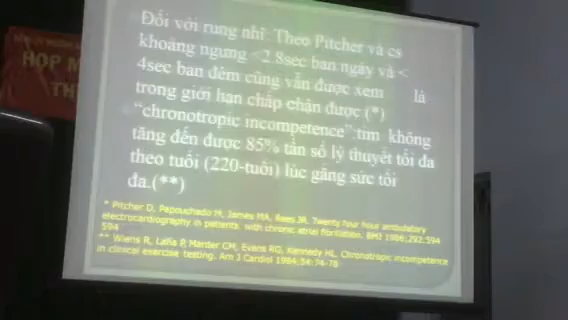 HỌP M
TH
Đối với rung nhĩ: Theo Pitcher và cs
khoảng ngưng <2.8sec ban ngày và <
4sec ban đêm cũng vẫn được xem là
trong giới hạn chấp nhận được (*)
“chronotropic incompetence”:tim không
tăng đến được 85% tần số lý thuyết tối đa
theo tuổi (220-tuổi) lúc gắng sức tối
đa.(**)
* Pitcher D, Papouchado M, James MA, Rees JR. Twenty four hour ambulatory
electrocardiography in patients with chronic atrial fibrillation. BMJ 1986;292:594
594
** Wiens R, Lafia P, Marder CM, Evans RG, Kennedy HL. Chronotropic incompetence
in clinical exercise testing. Am J Cardiol 1984;54:74-78